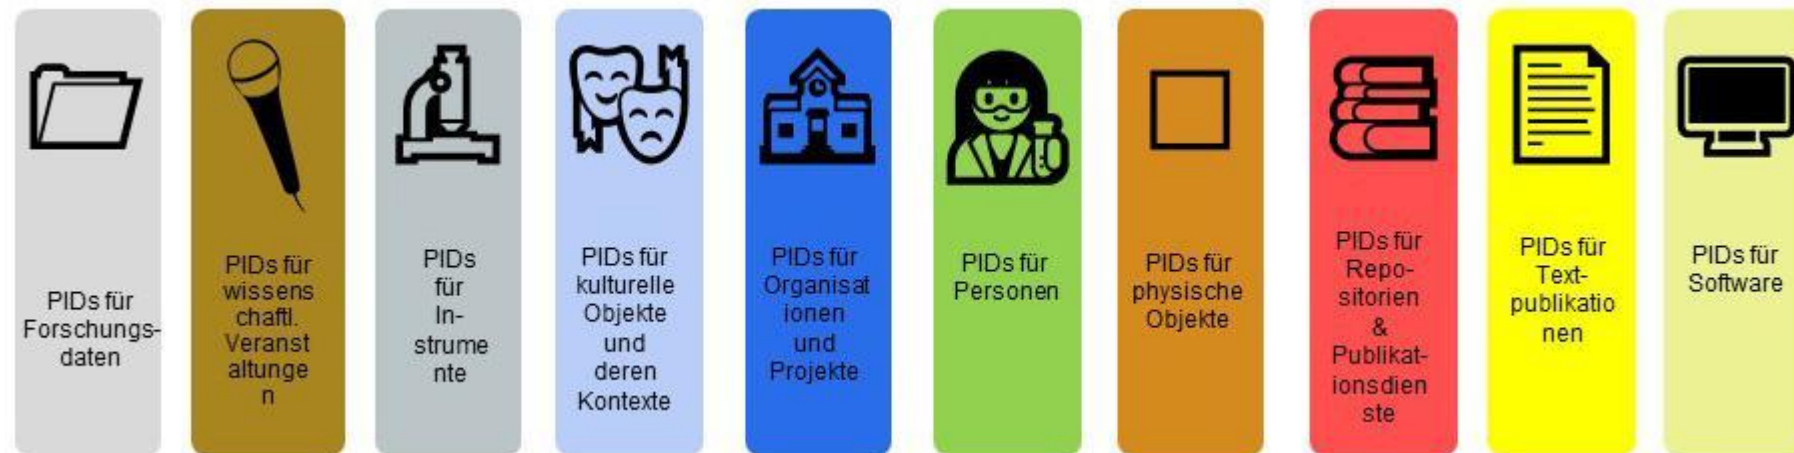 PIDs für
Forschungs-
daten
PIDs für
wissens
chaftl.
Veranst
altunge
n
PIDs
für
In-
strume
nte
PIDs für
kulturelle
Objekte
und
deren
Kontexte
PIDs für
Organisat
ionen
und
Projekte
PIDs für
Personen
PIDs für
physische
Objekte
PIDs für
Repo-
sitorien
&
Publikat-
ionsdien
ste
PIDs für
Text-
publikatio
nen
PIDs für
Software